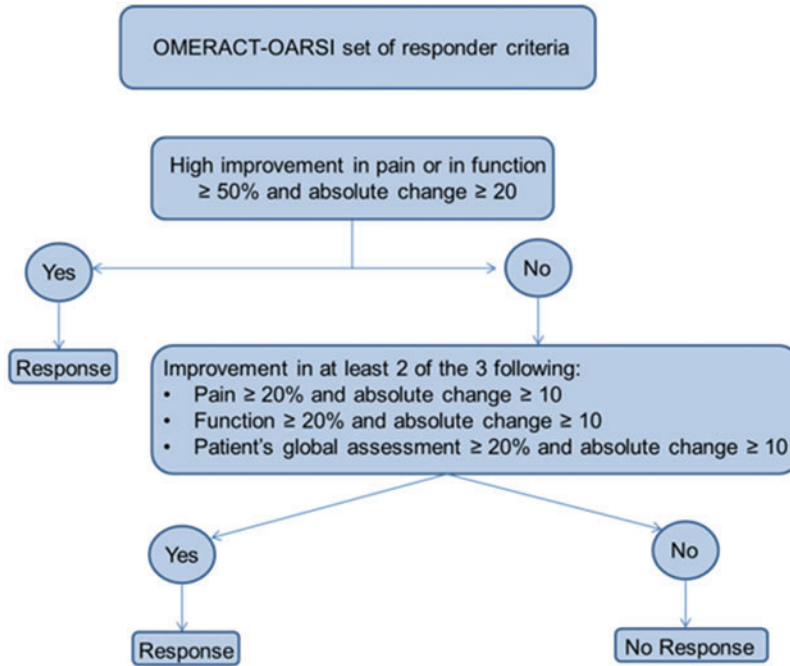 OMERACT-OARSI set of responder criteria
High improvement in pain or in function
≥ 50% and absolute change ≥ 20
Yes
No
Response
Improvement in at least 2 of the 3 following:
• Pain ≥ 20% and absolute change ≥ 10
• Function ≥ 20% and absolute change ≥ 10
• Patient's global assessment ≥ 20% and absolute change ≥ 10
Yes
No
Response
No Response